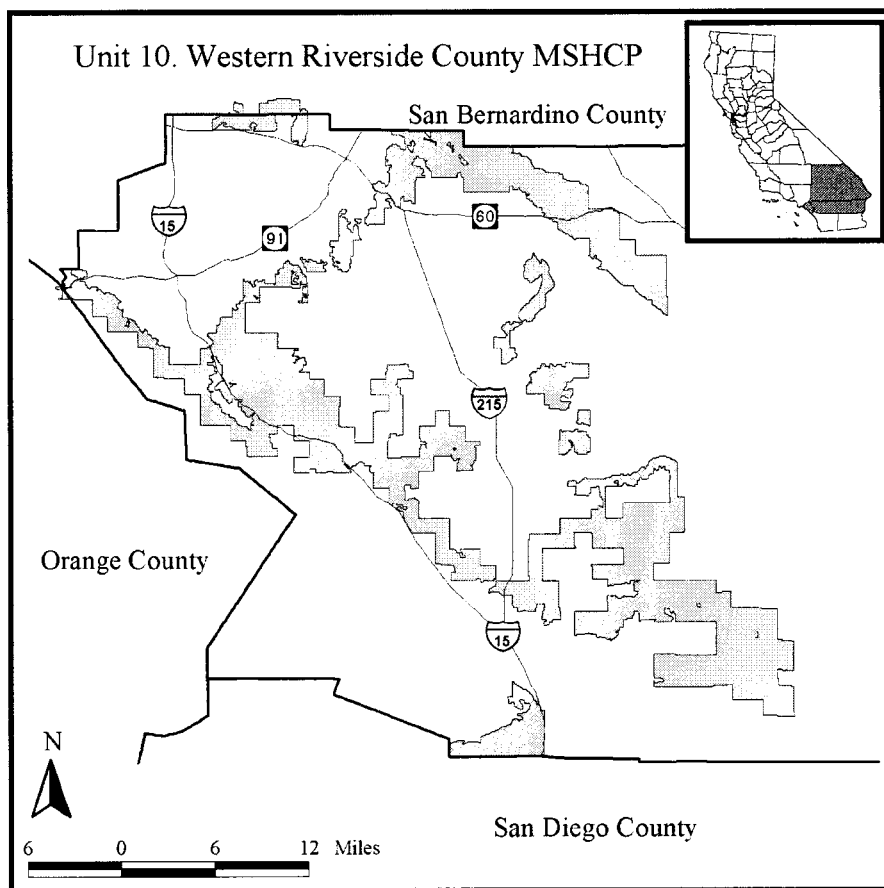 Unit 10. Western Riverside County MSHCP
San Bernardino County
15
91
60
215
Orange County
15
N
San Diego County
6 0 6 12 Miles